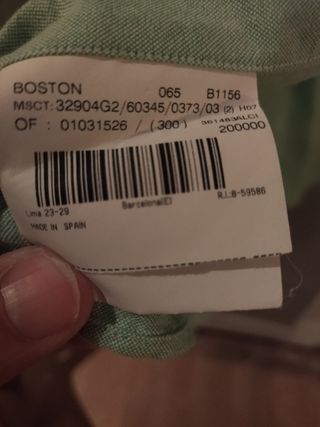 BOSTON 065 B1156
MSCT: 32904G2/60345/0373/03 (2) H07
OF : 01031526 / (300) 361483ALCI
200000
Lima 23-29 Barcelona(E) R.I.:B-59586
MADE IN SPAIN